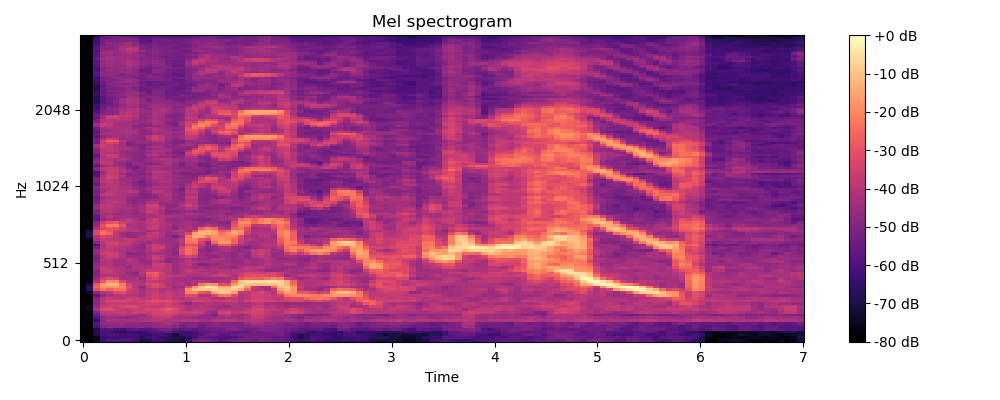 Mel spectrogram
+0 dB
-10 dB
2048
-20 dB
-30 dB
Hz
1024
-40 dB
-50 dB
512
-60 dB
-70 dB
0
-80 dB
0 1 2 3 4 5 6 7
Time